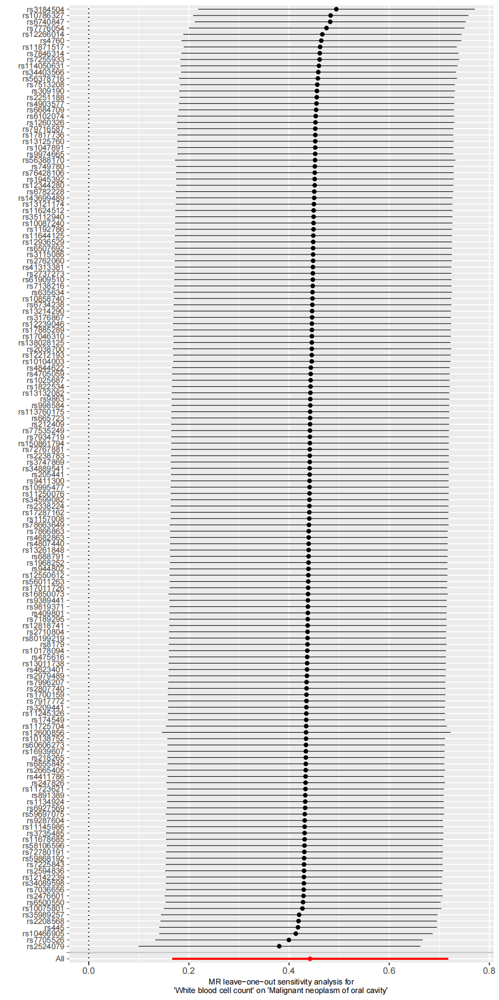 rs3184504
rs10786327
rs6740847
rs7776054
rs12266014
rs4760
rs11871517
rs7846314
rs7255933
rs114050631
rs34403566
rs56378716
rs7513208
rs309190
rs2251188
rs4903577
rs6684709
rs6102074
rs1260326
rs79716587
rs17817736
rs13125760
rs1047891
rs9974665
rs56388170
rs749780
rs76428106
rs1945392
rs12344280
rs6782228
rs143699489
rs13121174
rs11624512
rs35112940
rs10087240
rs1192786
rs11644125
rs12936529
rs6507692
rs3115086
rs2762060
rs41313381
rs2737273
rs61909510
rs7138216
rs635634
rs10858740
rs6734238
rs13214290
rs3176867
rs12239046
rs17885289
rs17046310
rs138028125
rs2038700
rs12212193
rs10104003
rs4844622
rs4705059
rs1025687
rs1822534
rs13132082
rs9863
rs998584
rs113760175
rs665723
rs212409
rs77535249
rs7934719
rs150861794
rs72767881
rs2238783
rs3747869
rs34889541
rs205441
rs9411300
rs10995477
rs11250076
rs34599082
rs2338224
rs17287162
rs1157008
rs78663649
rs7866863
rs4682863
rs4807440
rs13261848
rs688791
rs1968252
rs944802
rs12550612
rs56011263
rs17011726
rs16850073
rs9389441
rs9819371
rs409801
rs7189295
rs12818741
rs2710804
rs80199219
rs8179
rs10178094
rs475616
rs13011738
rs4623401
rs2979489
rs7996207
rs2807740
rs1700159
rs7917772
rs3209441
rs11245326
rs174549
rs11725704
rs12600856
rs10138752
rs60606273
rs16939607
rs218265
rs6855845
rs2665405
rs4411786
rs247826
rs11723621
rs891389
rs1134924
rs6927569
rs59697075
rs9287604
rs11145986
rs3735485
rs11678685
rs58106596
rs72780191
rs59868192
rs7225843
rs2594836
rs12142239
rs34089598
rs7036656
rs2476601
rs6500550
rs10075801
rs35989257
rs2208568
rs445
rs10466905
rs7705526
rs2524079
All
0.0 0.2 0.4 0.6 0.8
MR leave−one−out sensitivity analysis for
'White blood cell count' on 'Malignant neoplasm of oral cavity'